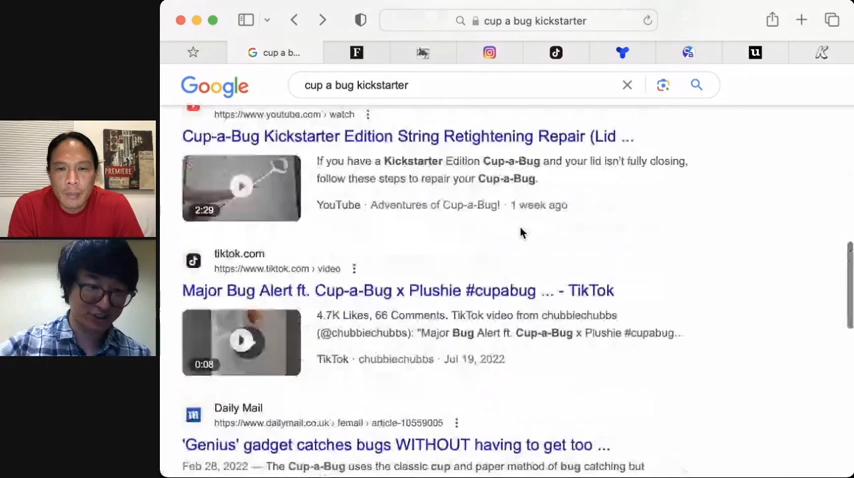 cup a bug kickstarter
G cup a b...
Google
cup a bug kickstarter
PREMIERE
https://www.youtube.com › watch
Cup-a-Bug Kickstarter Edition String Retightening Repair (Lid ...
If you have a Kickstarter Edition Cup-a-Bug and your lid isn't fully closing,
follow these steps to repair your Cup-a-Bug.
2:29
YouTube · Adventures of Cup-a-Bug! · 1 week ago
tiktok.com
https://www.tiktok.com › video
Major Bug Alert ft. Cup-a-Bug x Plushie #cupabug ... - TikTok
4.7K Likes, 66 Comments. TikTok video from chubbiechubbs
(@chubbiechubbs): "Major Bug Alert ft. Cup-a-Bug x Plushie #cupabug...
0:08
TikTok · chubbiechubbs · Jul 19, 2022
Daily Mail
https://www.dailymail.co.uk › femail › article-10559005
'Genius' gadget catches bugs WITHOUT having to get too ...
Feb 28, 2022 — The Cup-a-Bug uses the classic cup and paper method of bug catching but